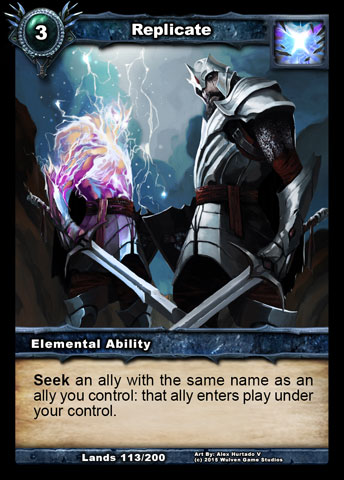 3
Replicate
Elemental Ability
Seek an ally with the same name as an
ally you control: that ally enters play under
your control.
Lands 113/200
Art By: Alex Hurtado V
(c) 2015 Wulven Game Studios